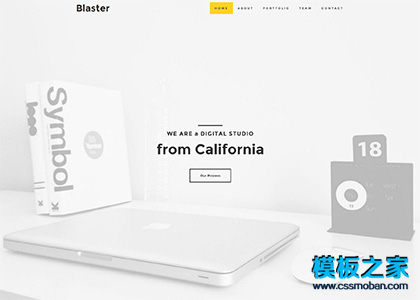 Blaster
HOME ABOUT PORTFOLIO TEAM CONTACT
Symbol
18
WE ARE a DIGITAL STUDIO
from California
Our Process
模板之家
www.cssmoban.com